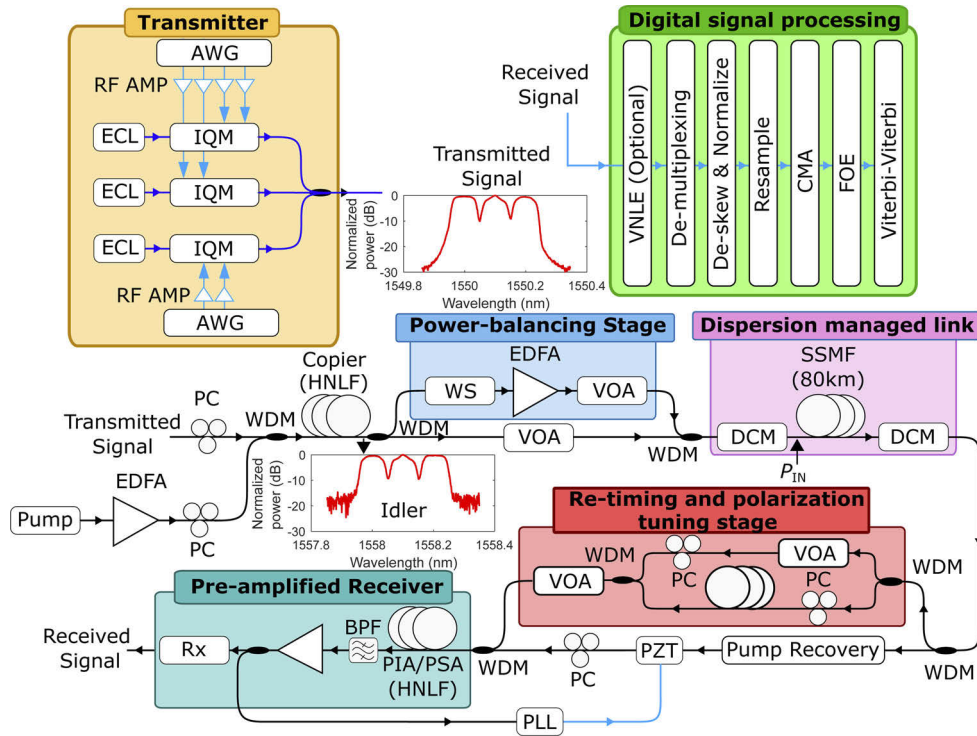 Transmitter
AWG
RF AMP
ECL
IQM
ECL
IQM
ECL
IQM
RF AMP
AWG
Transmitted
Signal
Normalized
power (dB)
0
-10
-20
-30
1549.8
1550
1550.2
1550.4
Wavelength (nm)
Digital signal processing
Received
Signal
VNLE (Optional)
De-multiplexing
De-skew & Normalize
Resample
CMA
FOE
Viterbi-Viterbi
Transmitted
Signal
PC
WDM
Copier
(HNLF)
WDM
Pump
EDFA
PC
Normalized
power (dB)
0
-10
-20
-30
Idler
1557.8
1558
1558.2
1558.4
Wavelength (nm)
Power-balancing Stage
EDFA
WS
VOA
VOA
WDM
Dispersion managed link
SSMF
(80km)
DCM
DCM
PIN
Re-timing and polarization
tuning stage
WDM
VOA
PC
VOA
PC
WDM
WDM
Pump Recovery
PZT
PC
WDM
PLL
Pre-amplified Receiver
BPF
PIA/PSA
(HNLF)
Rx
Received
Signal